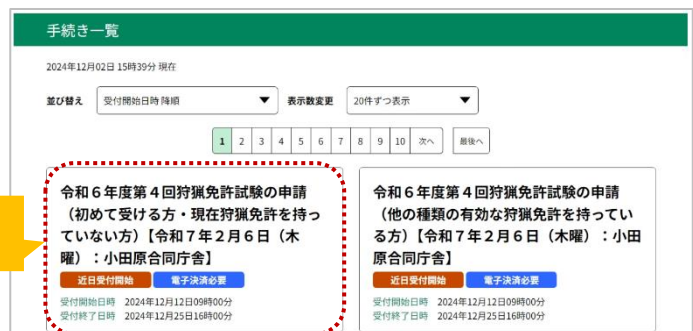 手続き一覧
2024年12月02日 15時39分 現在
並び替え 受付開始日時 降順 表示数変更 20件ずつ表示
1 2 3 4 5 6 7 8 9 10 次へ 最後へ
令和６年度第４回狩猟免許試験の申請
（初めて受ける方・現在狩猟免許を持っ
ていない方）【令和７年２月６日（木
曜）：小田原合同庁舎】
近日受付開始 電子決済必要
受付開始日時 2024年12月12日09時00分
受付終了日時 2024年12月25日16時00分
令和６年度第４回狩猟免許試験の申請
（他の種類の有効な狩猟免許を持ってい
る方）【令和７年２月６日（木曜）：小田
原合同庁舎】
近日受付開始 電子決済必要
受付開始日時 2024年12月12日09時00分
受付終了日時 2024年12月25日16時00分